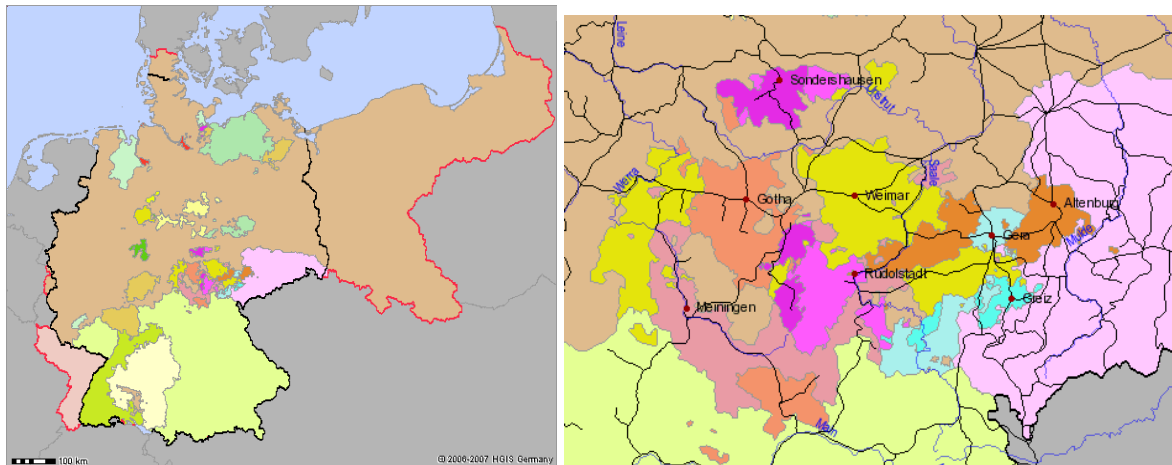 100 km
© 2006-2007 HGIS Germany
Leine
Sondershausen
Unstrut
Werra
Saale
Gotha
Weimar
Altenburg
Gera
Mulde
Rudolstadt
Greiz
Meiningen
Main